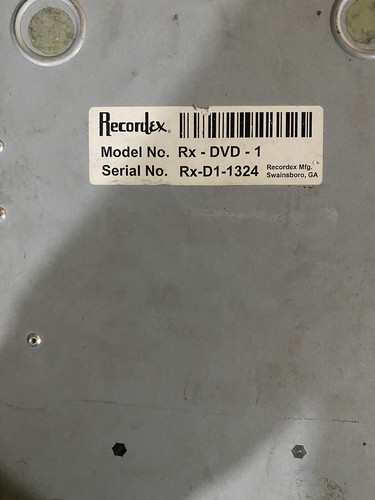 Recordex®
Model No. Rx - DVD - 1
Serial No. Rx-D1-1324
Recordex Mfg.
Swainsboro, GA